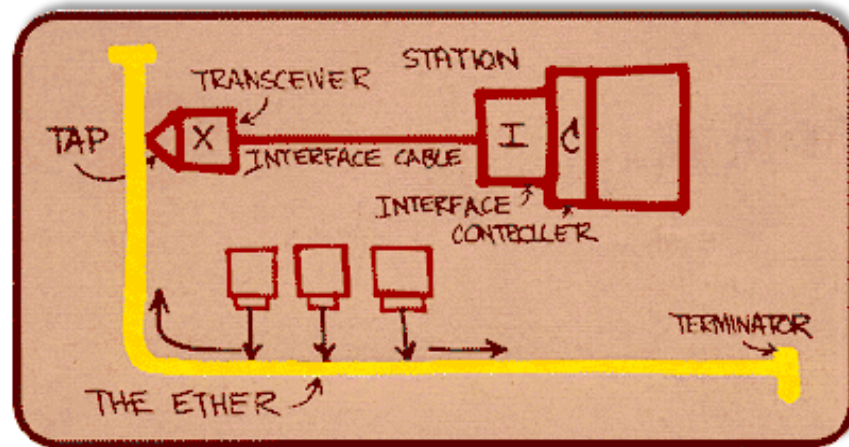 STATION
TRANSCEIVER
TAP
X
I
C
INTERFACE CABLE
INTERFACE
CONTROLLER
TERMINATOR
THE ETHER